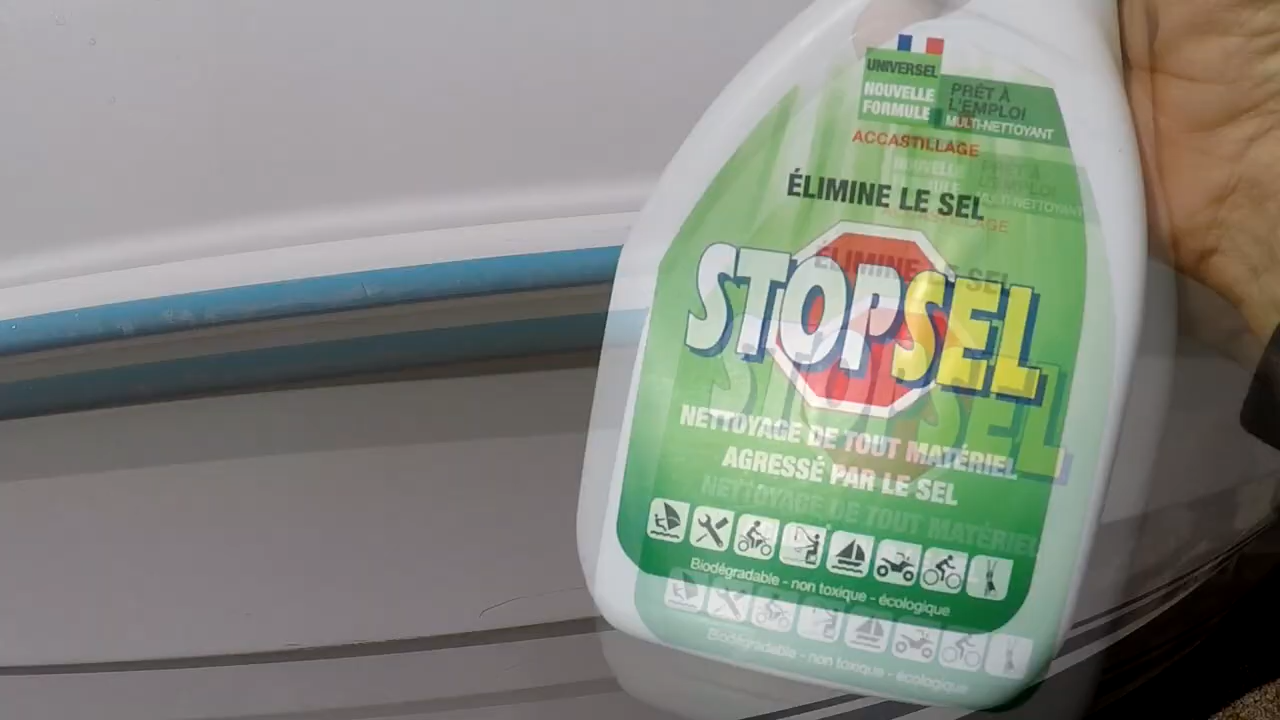 UNIVERSEL
NOUVELLE
FORMULE
PRÊT À
L'EMPLOI
MULTI-NETTOYANT
ACCASTILLAGE
ÉLIMINE LE SEL
STOPSEL
NETTOYAGE DE TOUT MATÉRIEL
AGRESSÉ PAR LE SEL
Biodégradable - non toxique - écologique